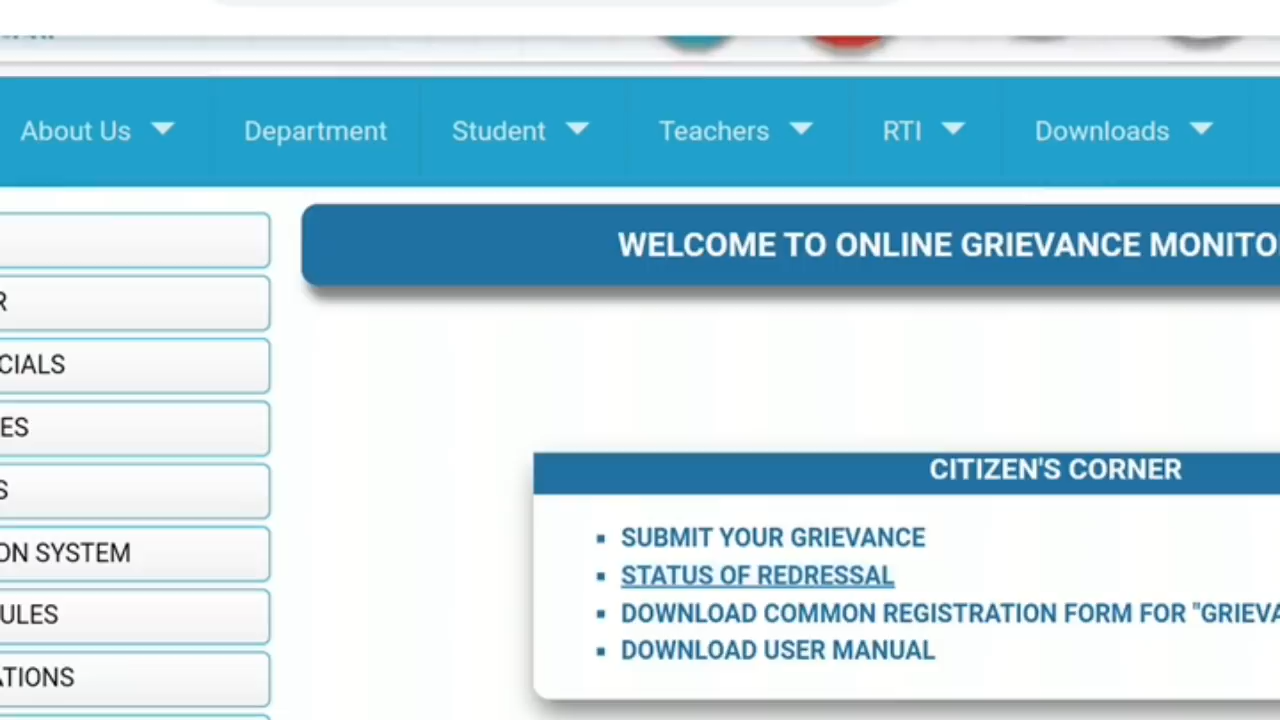 About Us Department Student Teachers RTI Downloads
WELCOME TO ONLINE GRIEVANCE
R
CIALS
ES
S
ON SYSTEM
ULES
ATIONS
CITIZEN'S CORNER
SUBMIT YOUR GRIEVANCE
STATUS OF REDRESSAL
DOWNLOAD COMMON REGISTRATION FORM FOR "GRIEVA
DOWNLOAD USER MANUAL